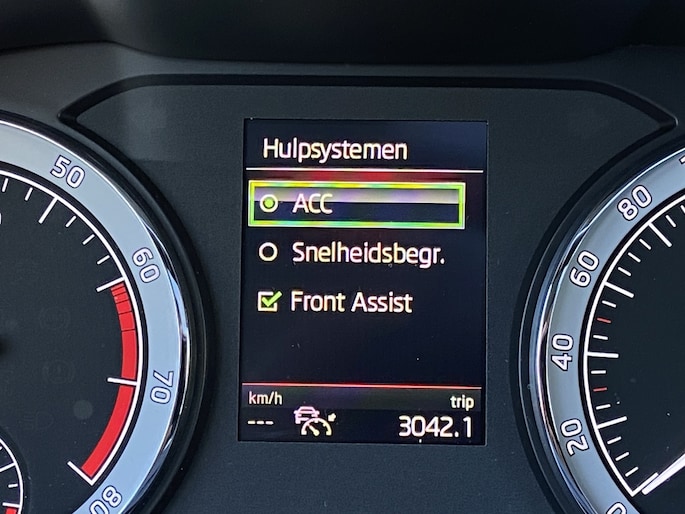 Hulpsystemen
ACC
Snelheidsbegr.
Front Assist
km/h trip
--- 3042.1
50
60
70
80
80
60
40
20